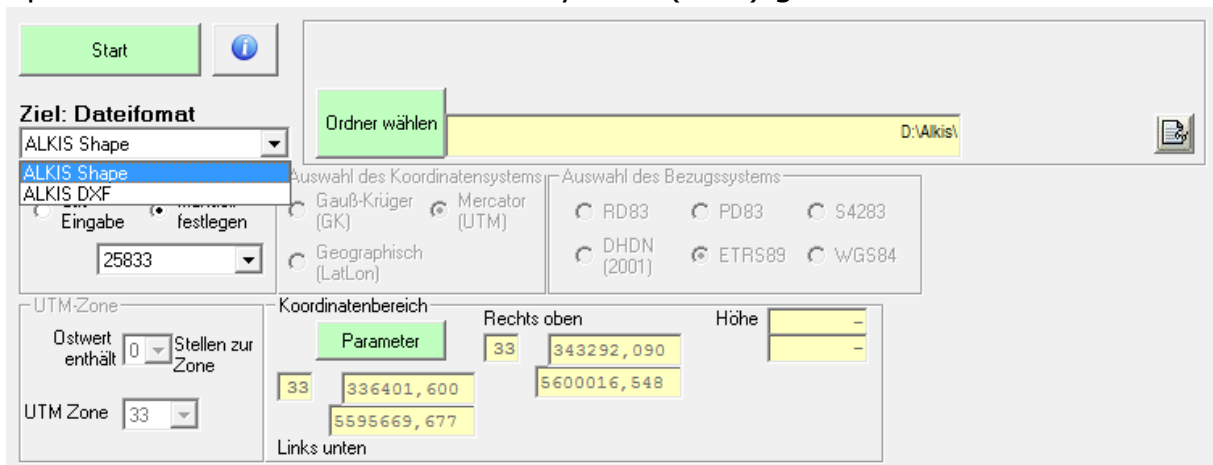 Start
Ziel: Dateifomat
ALKIS Shape
ALKIS Shape
ALKIS DXF
Ordner wählen
D:\Alkis\
Eingabe
festlegen
25833
Auswahl des Koordinatensystems
Gauß-Krüger (GK)
Mercator (UTM)
Geographisch (LatLon)
Auswahl des Bezugssystems
RD83
PD83
S4283
DHDN (2001)
ETRS89
WGS84
UTM-Zone
Ostwert enthält
0
Stellen zur Zone
UTM Zone
33
Koordinatenbereich
Parameter
Rechts oben
33
343292,090
5600016,548
Höhe
–
–
33
336401,600
5595669,677
Links unten